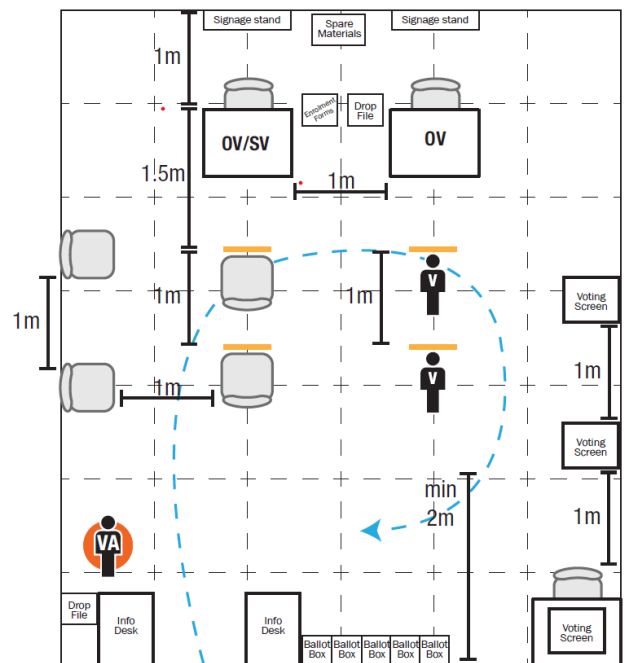 Signage stand
Spare
Materials
Signage stand
1m
Enrolment
Forms
Drop
File
OV/SV
OV
1.5m
1m
1m
1m
1m
V
Voting
Screen
1m
V
1m
Voting
Screen
min
2m
1m
VA
Drop
File
Info
Desk
Info
Desk
Voting
Screen
Ballot
Box
Ballot
Box
Ballot
Box
Ballot
Box
Ballot
Box